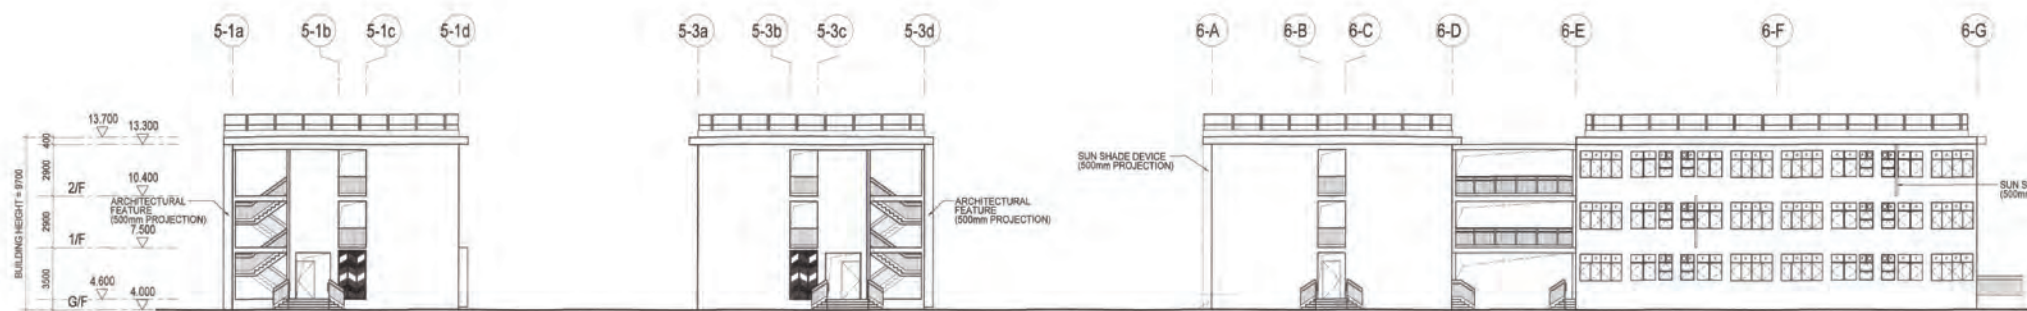 5-1a 5-1b 5-1c 5-1d 5-3a 5-3b 5-3c 5-3d 6-A 6-B 6-C 6-D 6-E 6-F 6-G
13.700
13.300
400
2900
2/F
10.400
2900
1/F
7.500
3500
4.600
G/F
4.000
BUILDING HEIGHT = 9700
ARCHITECTURAL
FEATURE
(500mm PROJECTION)
ARCHITECTURAL
FEATURE
(500mm PROJECTION)
SUN SHADE DEVICE
(500mm PROJECTION)
SUN S
(500mm